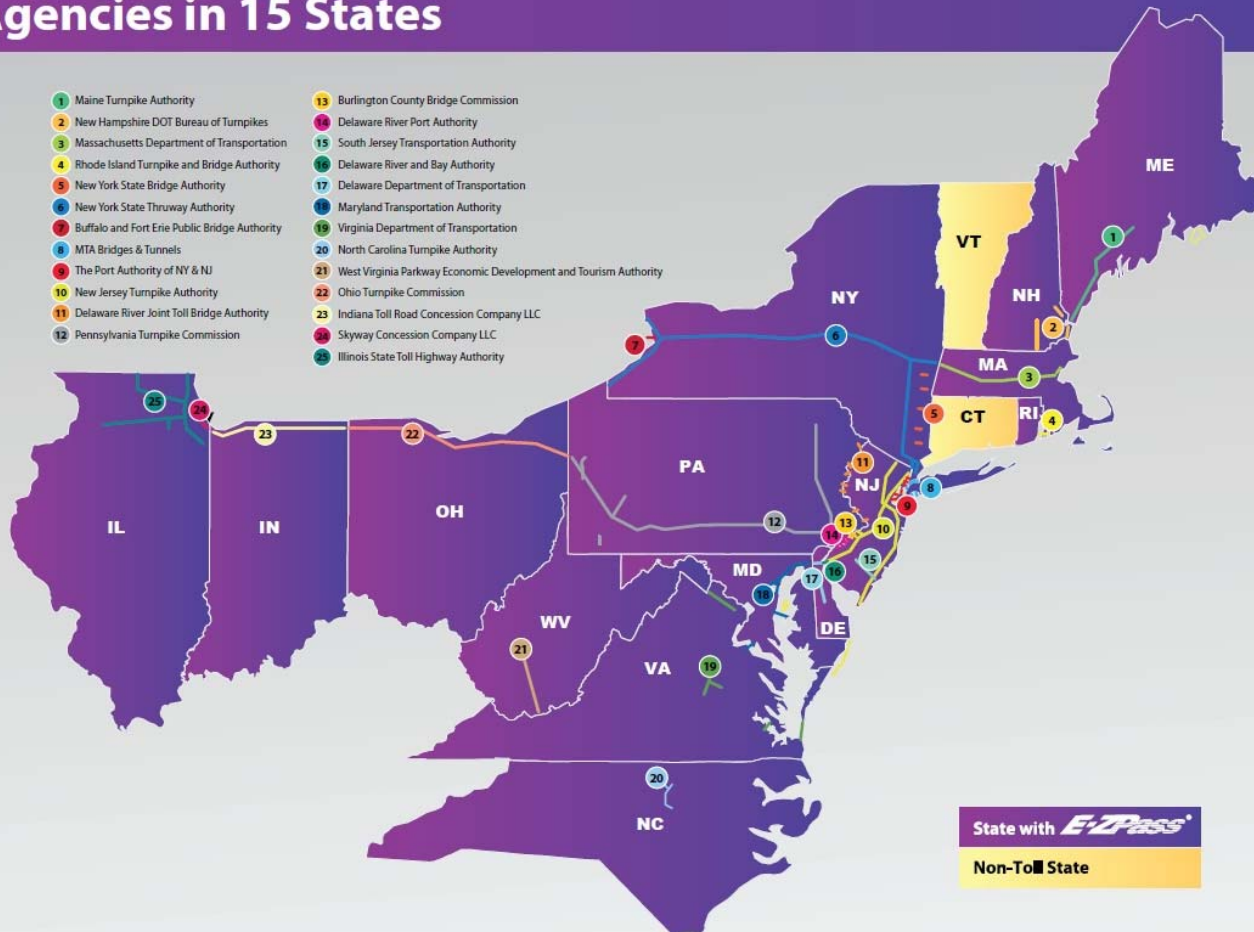 Agencies in 15 States
1 Maine Turnpike Authority
2 New Hampshire DOT Bureau of Turnpikes
3 Massachusetts Department of Transportation
4 Rhode Island Turnpike and Bridge Authority
5 New York State Bridge Authority
6 New York State Thruway Authority
7 Buffalo and Fort Erie Public Bridge Authority
8 MTA Bridges & Tunnels
9 The Port Authority of NY & NJ
10 New Jersey Turnpike Authority
11 Delaware River Joint Toll Bridge Authority
12 Pennsylvania Turnpike Commission
13 Burlington County Bridge Commission
14 Delaware River Port Authority
15 South Jersey Transportation Authority
16 Delaware River and Bay Authority
17 Delaware Department of Transportation
18 Maryland Transportation Authority
19 Virginia Department of Transportation
20 North Carolina Turnpike Authority
21 West Virginia Parkway Economic Development and Tourism Authority
22 Ohio Turnpike Commission
23 Indiana Toll Road Concession Company LLC
24 Skyway Concession Company LLC
25 Illinois State Toll Highway Authority
ME
1
VT
NH
2
NY
6
7
MA
3
CT
RI
4
5
25
24
23
22
IL
IN
OH
PA
12
11
NJ
8
9
10
13
14
15
16
17
MD
18
DE
WV
21
VA
19
20
NC
State with E-ZPass
Non-Toll State